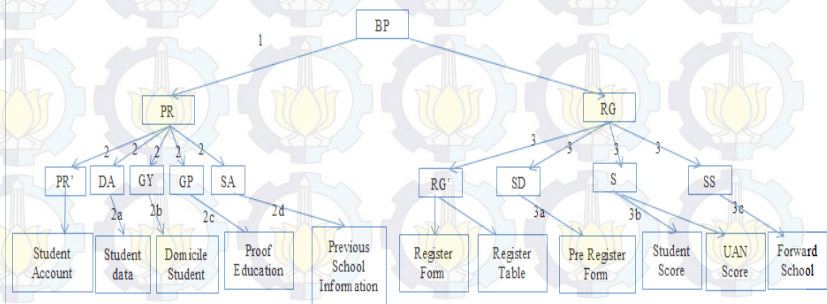 BP
1
PR
RG
2 2 2 2 2
3 3 3 3
PR' DA GY GP SA
RG' SD S SS
2a 2b 2c 2d
3a 3b 3c
Student
Account
Student
data
Domicile
Student
Proof
Education
Previous
School
Information
Register
Form
Register
Table
Pre Register
Form
Student
Score
UAN
Score
Forward
School